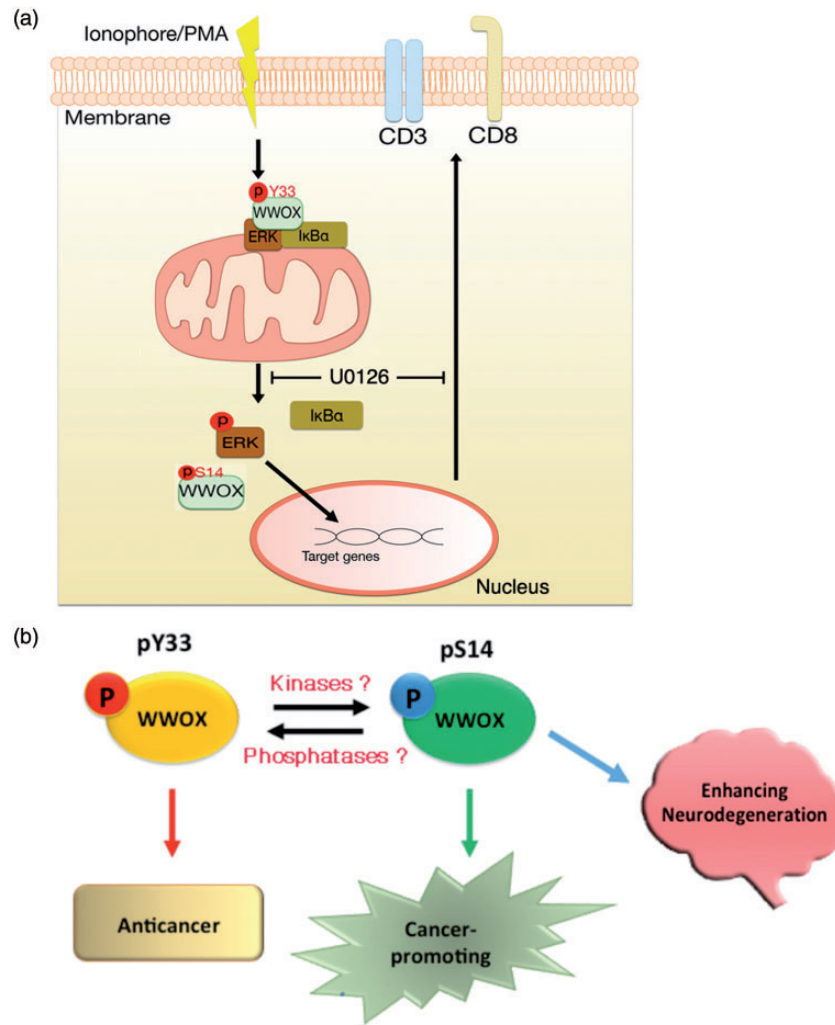 (a)
Ionophore/PMA
Membrane
CD3
CD8
P Y33
WWOX
ERK
IκBα
U0126
P
ERK
IκBα
pS14
WWOX
Target genes
Nucleus
(b)
pY33
pS14
P
WWOX
Kinases ?
Phosphatases ?
P
WWOX
Enhancing
Neurodegeneration
Anticancer
Cancer-
promoting